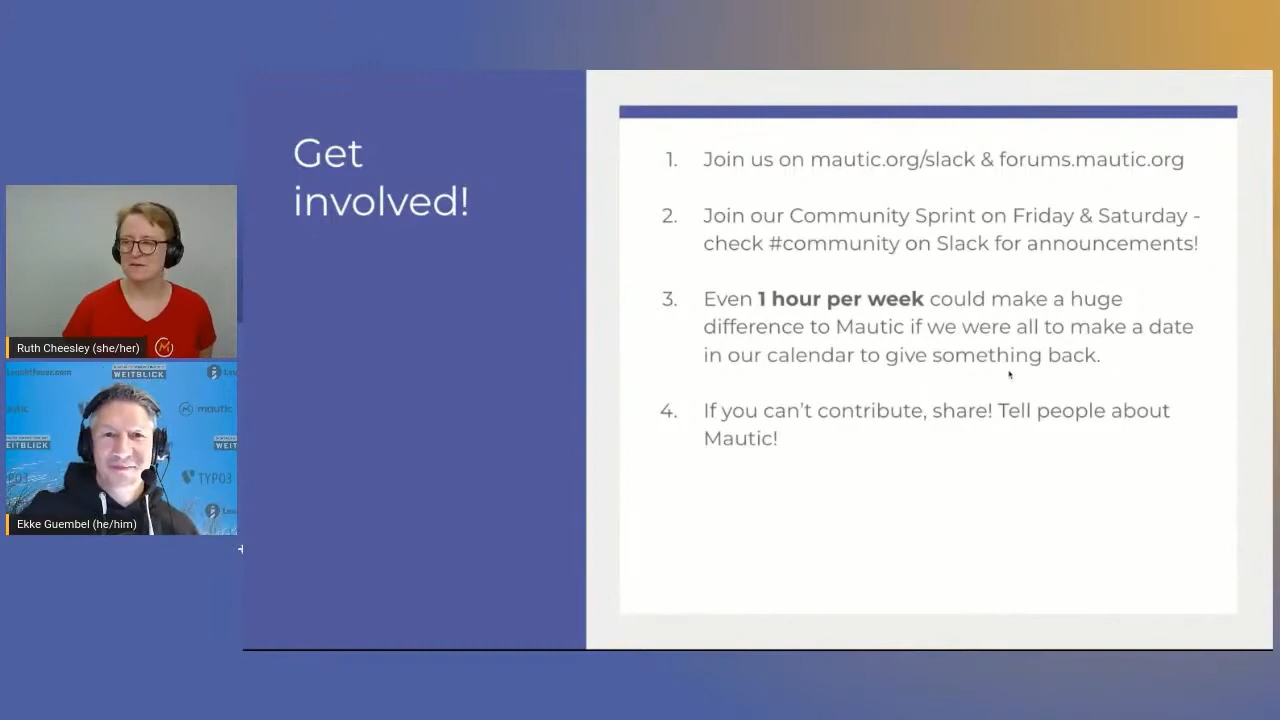 Get
involved!
1. Join us on mautic.org/slack & forums.mautic.org
2. Join our Community Sprint on Friday & Saturday -
check #community on Slack for announcements!
3. Even 1 hour per week could make a huge
difference to Mautic if we were all to make a date
in our calendar to give something back.
4. If you can’t contribute, share! Tell people about
Mautic!
Ruth Cheesley (she/her)
WEITBLICK
mautic
TYPO3
Ekke Guembel (he/him)